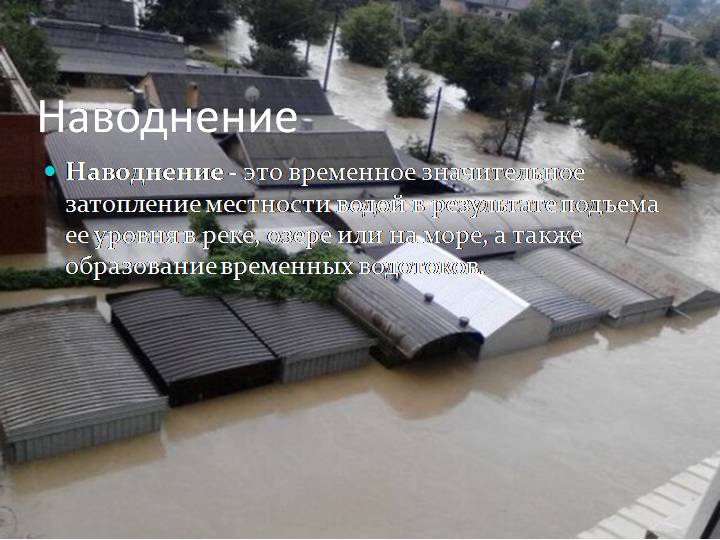 Наводнение
Наводнение - это временное значительное
затопление местности водой в результате подъема
ее уровня в реке, озере или на море, а также
образование временных водотоков.